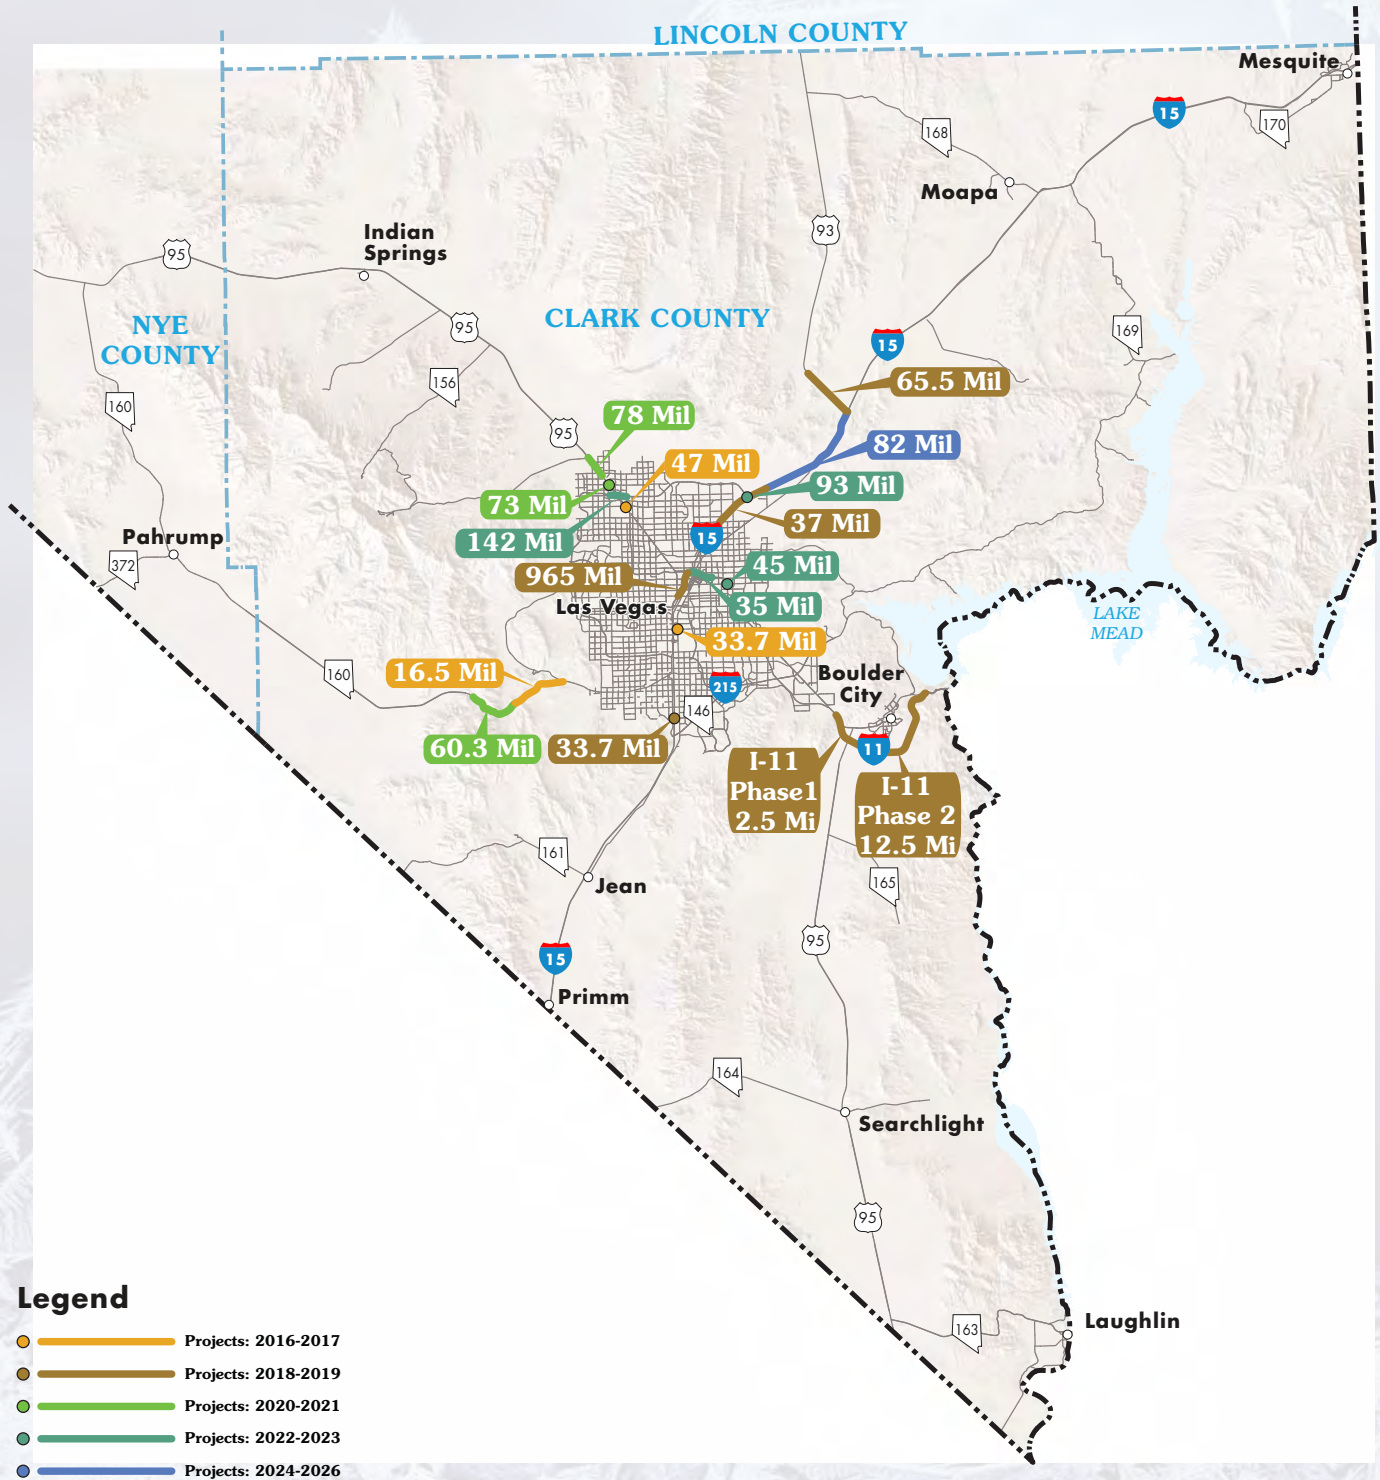 LINCOLN COUNTY
Mesquite
15
170
168
Moapa
93
Indian
Springs
95
NYE
COUNTY
CLARK COUNTY
95
169
15
156
65.5 Mil
160
78 Mil
95
82 Mil
47 Mil
93 Mil
73 Mil
37 Mil
142 Mil
15
Pahrump
372
45 Mil
965 Mil
Las Vegas
35 Mil
LAKE
MEAD
33.7 Mil
16.5 Mil
160
Boulder
City
215
146
60.3 Mil
33.7 Mil
11
I-11
Phase1
2.5 Mi
I-11
Phase 2
12.5 Mi
161
Jean
165
95
15
Primm
164
Searchlight
95
163
Laughlin
Legend
Projects: 2016-2017
Projects: 2018-2019
Projects: 2020-2021
Projects: 2022-2023
Projects: 2024-2026